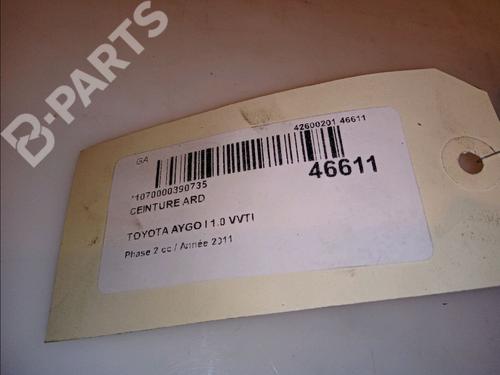 B-PARTS
GA
42600201 46611
*1070000390735
46611
CEINTURE ARD
TOYOTA AYGO I 1.0 VVTI
Phase 2 cc / Année 2011